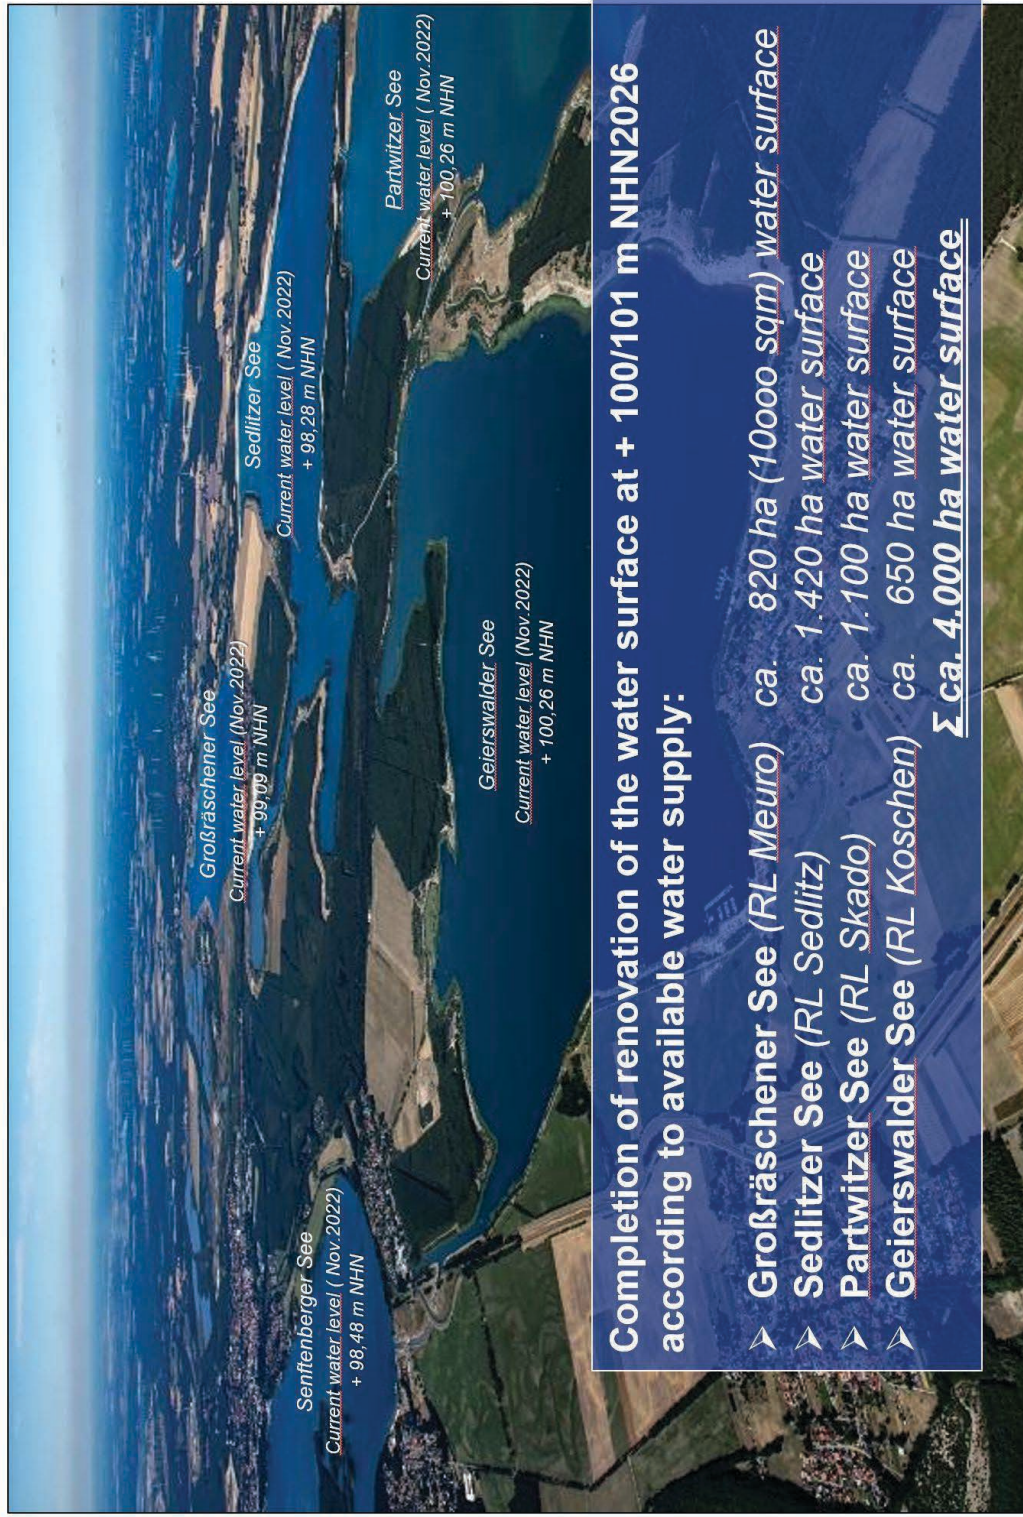 Großräschener See
Current water level (Nov.2022)
+ 99,09 m NHN
Sedlitzer See
Current water level ( Nov.2022)
+ 98,28 m NHN
Partwitzer See
Current water level ( Nov.2022)
+ 100,26 m NHN
Senftenberger See
Current water level ( Nov.2022)
+ 98,48 m NHN
Geierswalder See
Current water level (Nov.2022)
+ 100,26 m NHN
Completion of renovation of the water surface at + 100/101 m NHN2026
according to available water supply:
➢ Großräschener See (RL Meuro) ca. 820 ha (10ooo sqm) water surface
➢ Sedlitzer See (RL Sedlitz) ca. 1.420 ha water surface
➢ Partwitzer See (RL Skado) ca. 1.100 ha water surface
➢ Geierswalder See (RL Koschen) ca. 650 ha water surface
Σ ca. 4.000 ha water surface